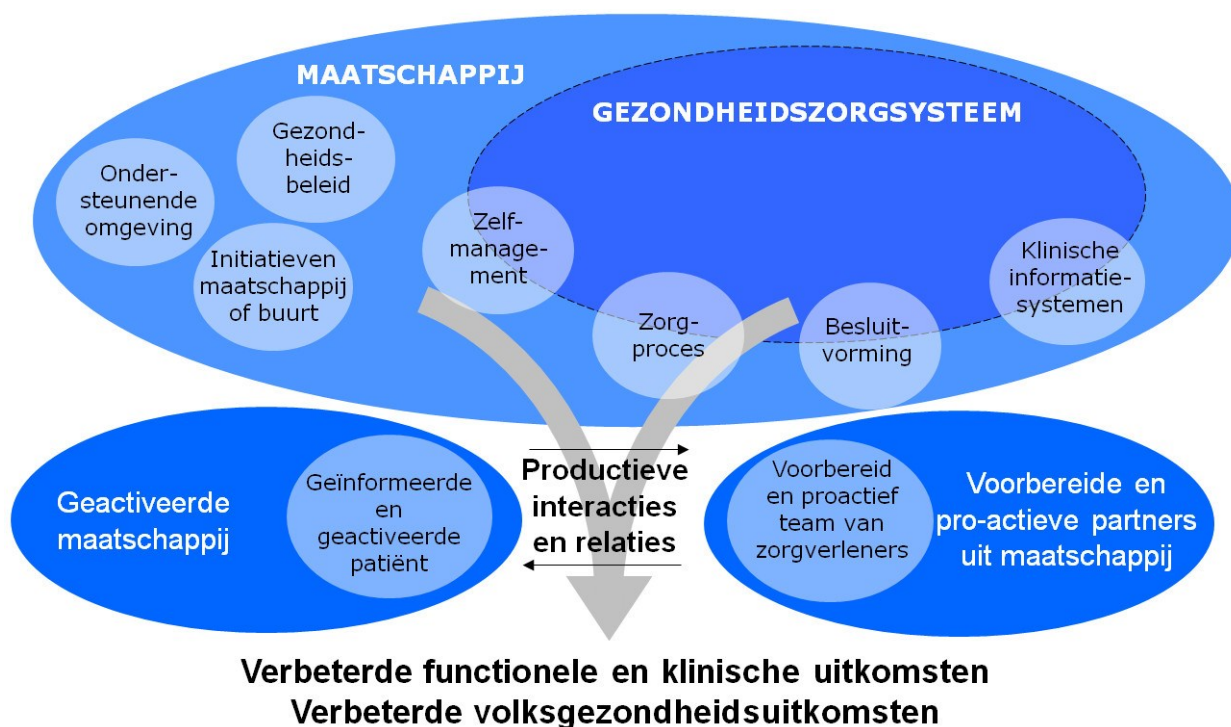 MAATSCHAPPIJ
GEZONDHEIDSZORGSYSTEEM
Gezond-
heids-
beleid
Onder-
steunende
omgeving
Initiatieven
maatschappij
of buurt
Zelf-
manage-
ment
Zorg-
proces
Besluit-
vorming
Klinische
informatie-
systemen
Geactiveerde
maatschappij
Geïnformeerde
en
geactiveerde
patiënt
Productieve
interacties
en relaties
Voorbereid
en proactief
team van
zorgverleners
Voorbereide en
pro-actieve partners
uit maatschappij
Verbeterde functionele en klinische uitkomsten
Verbeterde volksgezondheidsuitkomsten